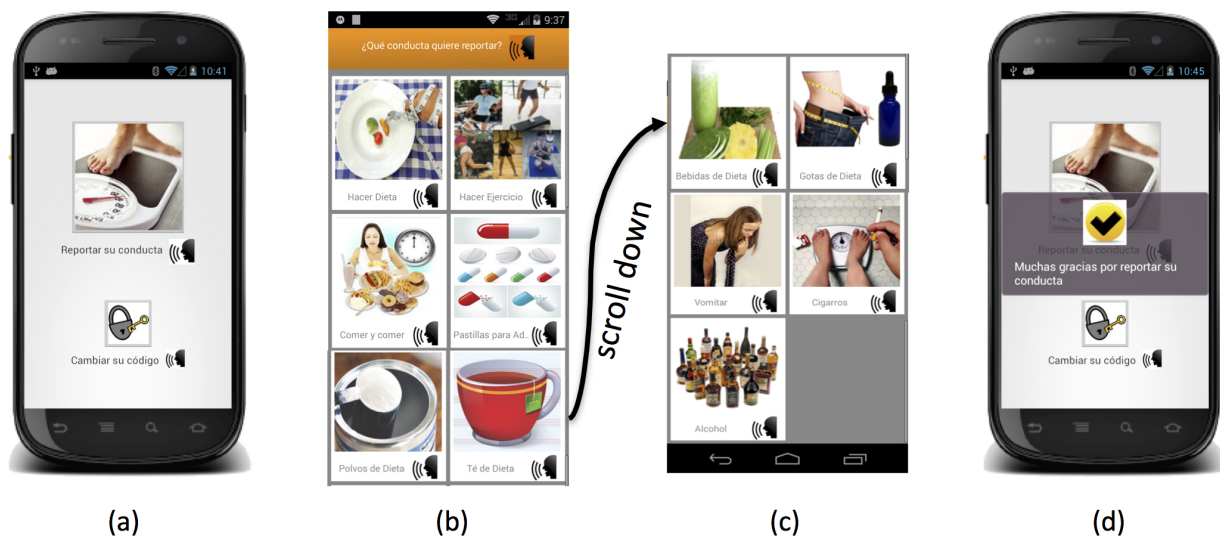 10:41
Reportar su conducta
Cambiar su código
(a)
3G 9:37
¿Qué conducta quiere reportar?
Hacer Dieta
Hacer Ejercicio
Comer y comer
Pastillas para Ad..
Polvos de Dieta
Té de Dieta
(b)
scroll down
Bebidas de Dieta
Gotas de Dieta
Vomitar
Cigarros
Alcohol
(c)
10:45
Reportar su conducta
Muchas gracias por reportar su
conducta
Cambiar su código
(d)